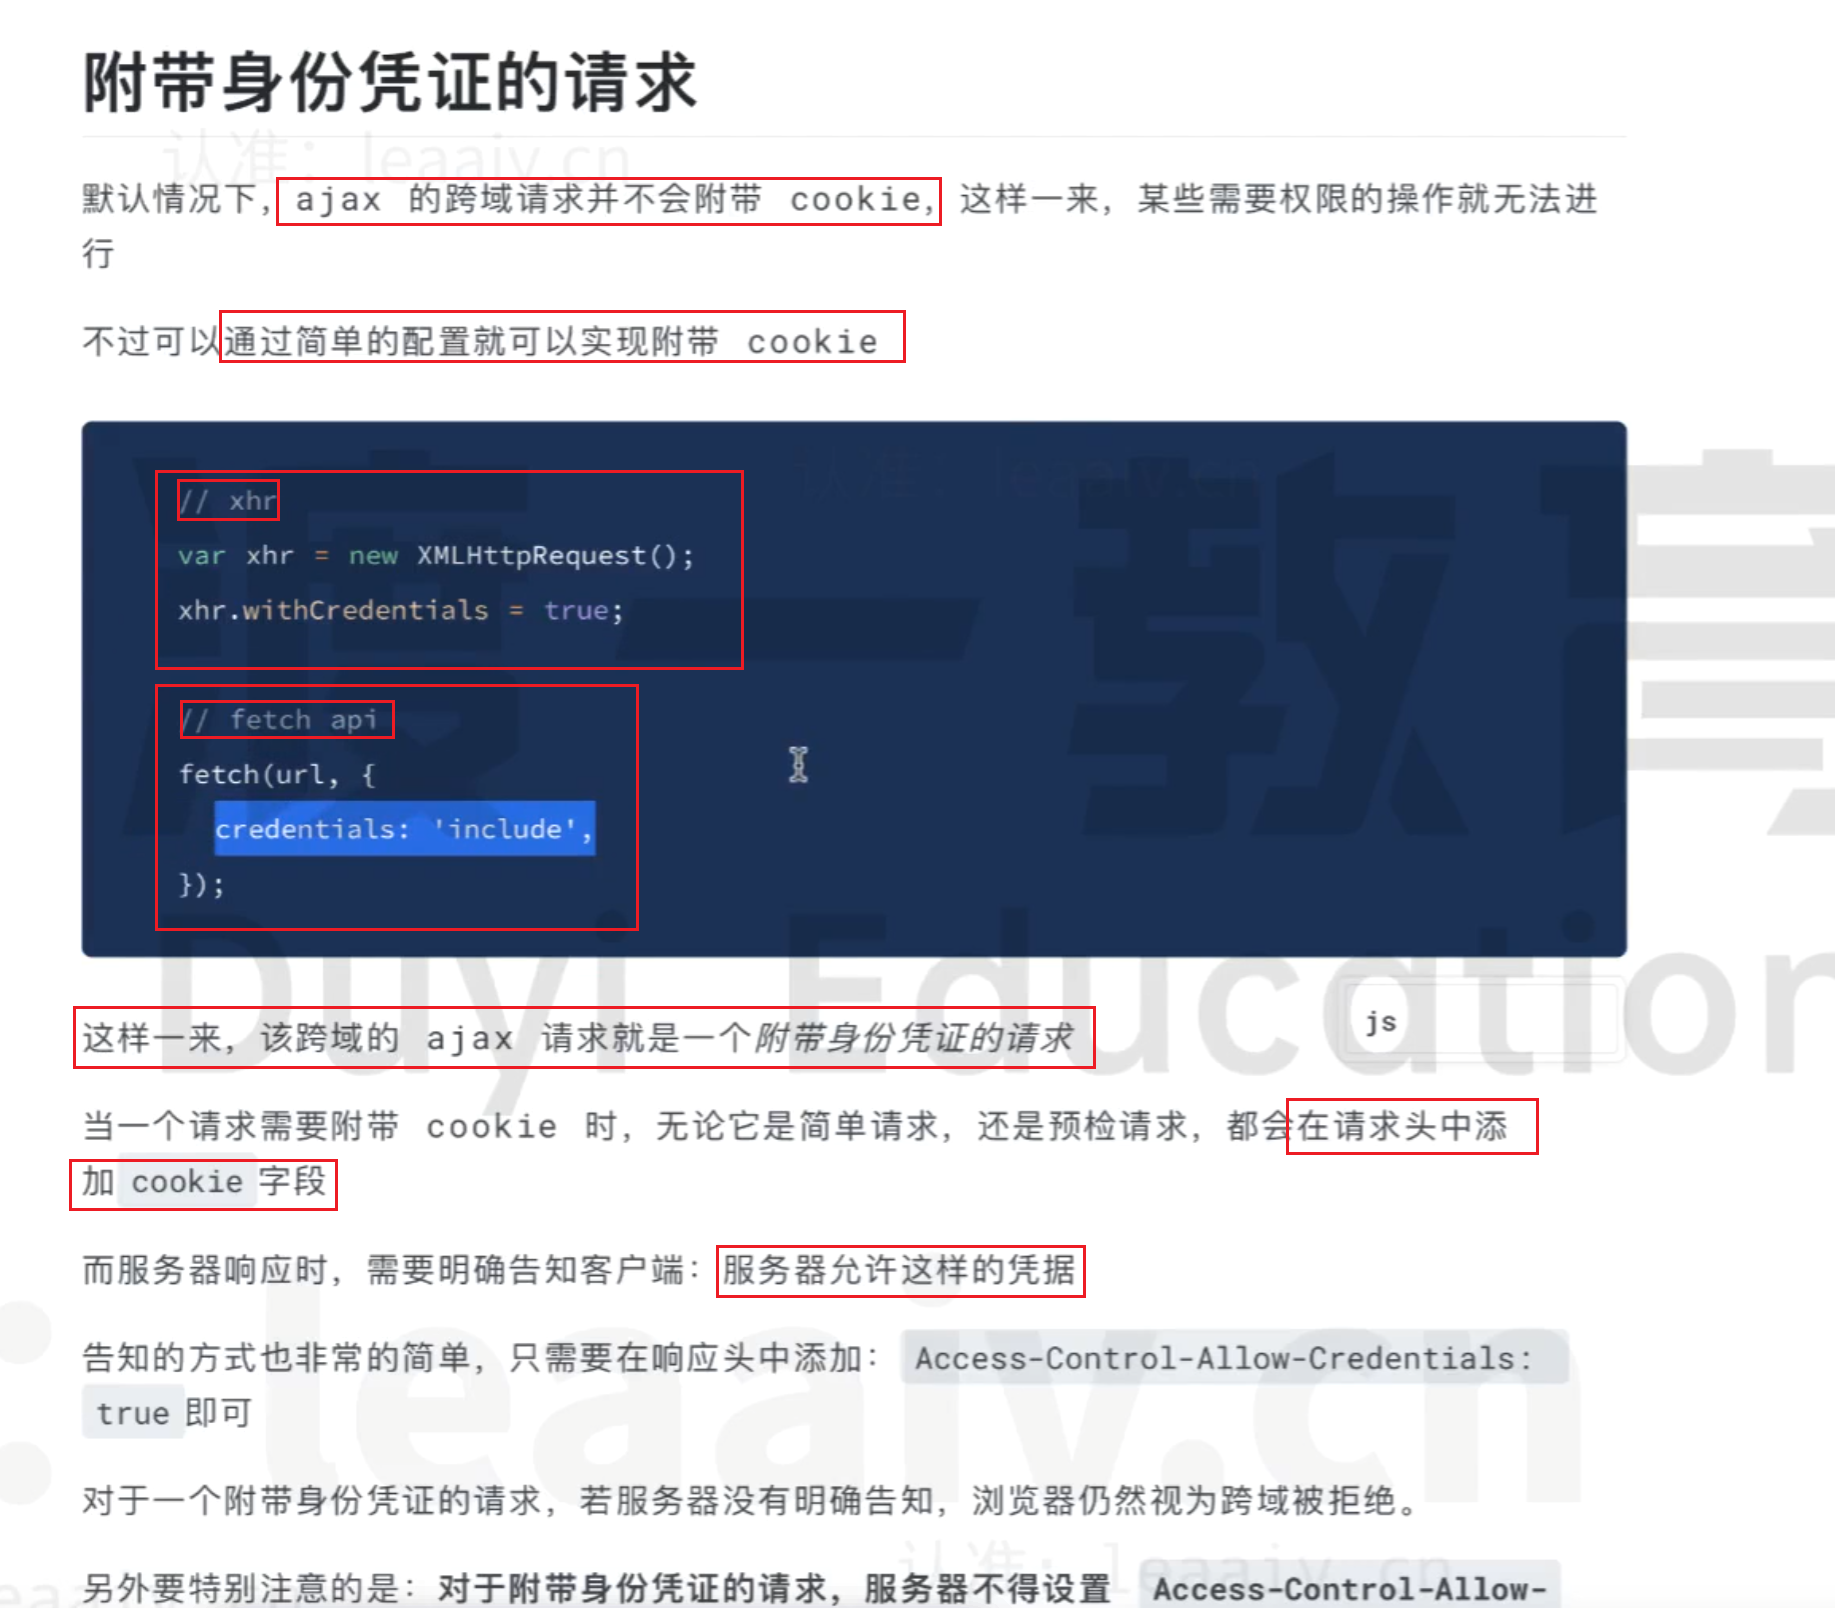 附带身份凭证的请求
认准：leaaiv.cn
默认情况下，ajax 的跨域请求并不会附带 cookie，这样一来，某些需要权限的操作就无法进
行
不过可以通过简单的配置就可以实现附带 cookie
认准：leaaiv.cn
渡一教育
// xhr
var xhr = new XMLHttpRequest();
xhr.withCredentials = true;
// fetch api
fetch(url, {
credentials: 'include',
});
Duyi Education
js
这样一来，该跨域的 ajax 请求就是一个附带身份凭证的请求
当一个请求需要附带 cookie 时，无论它是简单请求，还是预检请求，都会在请求头中添
加 cookie 字段
而服务器响应时，需要明确告知客户端：服务器允许这样的凭据
: leaaiv.cn
告知的方式也非常的简单，只需要在响应头中添加：Access-Control-Allow-Credentials:
true 即可
对于一个附带身份凭证的请求，若服务器没有明确告知，浏览器仍然视为跨域被拒绝。
认准：leaaiv.cn
另外要特别注意的是：对于附带身份凭证的请求，服务器不得设置 Access-Control-Allow-